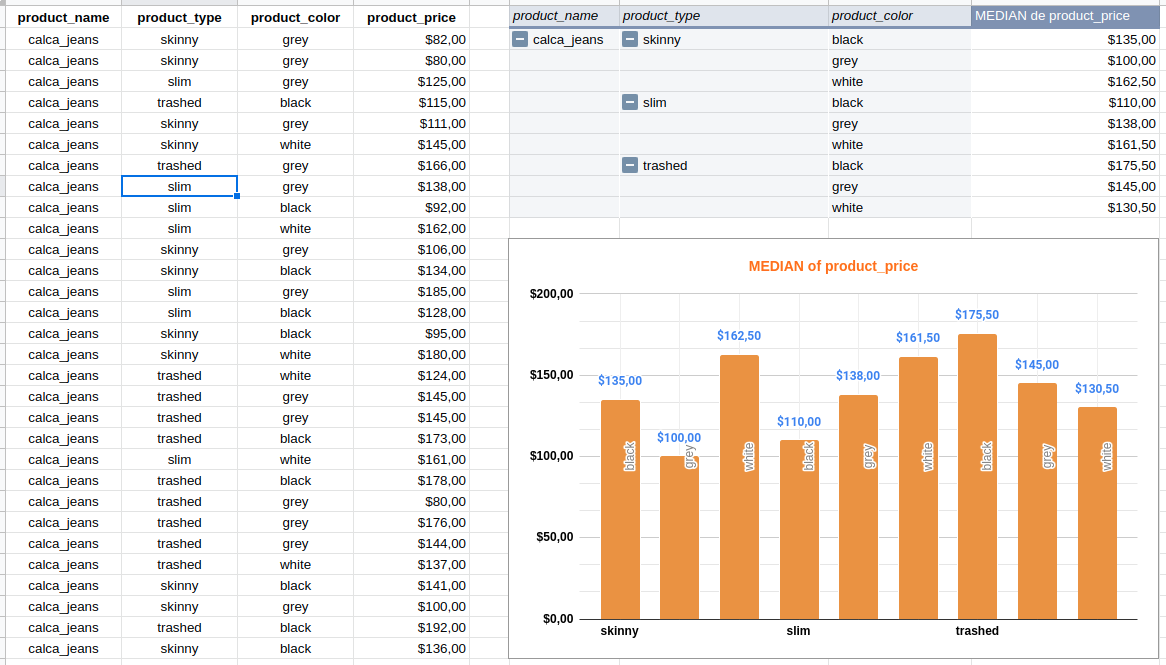 product_name product_type product_color product_price
calca_jeans skinny grey $82,00
calca_jeans skinny grey $80,00
calca_jeans slim grey $125,00
calca_jeans trashed black $115,00
calca_jeans skinny grey $111,00
calca_jeans skinny white $145,00
calca_jeans trashed grey $166,00
calca_jeans slim grey $138,00
calca_jeans slim black $92,00
calca_jeans slim white $162,00
calca_jeans skinny grey $106,00
calca_jeans skinny black $134,00
calca_jeans slim grey $185,00
calca_jeans slim black $128,00
calca_jeans skinny black $95,00
calca_jeans skinny white $180,00
calca_jeans trashed white $124,00
calca_jeans trashed grey $145,00
calca_jeans trashed grey $145,00
calca_jeans trashed black $173,00
calca_jeans slim white $161,00
calca_jeans trashed black $178,00
calca_jeans trashed grey $80,00
calca_jeans trashed grey $176,00
calca_jeans trashed grey $144,00
calca_jeans trashed white $137,00
calca_jeans skinny black $141,00
calca_jeans skinny grey $100,00
calca_jeans trashed black $192,00
calca_jeans skinny black $136,00
product_name product_type product_color MEDIAN de product_price
calca_jeans skinny black $135,00
grey $100,00
white $162,50
slim black $110,00
grey $138,00
white $161,50
trashed black $175,50
grey $145,00
white $130,50
MEDIAN of product_price
$200,00
$150,00
$100,00
$50,00
$0,00
$135,00 $100,00 $162,50 $110,00 $138,00 $161,50 $175,50 $145,00 $130,50
black grey white black grey white black grey white
skinny slim trashed